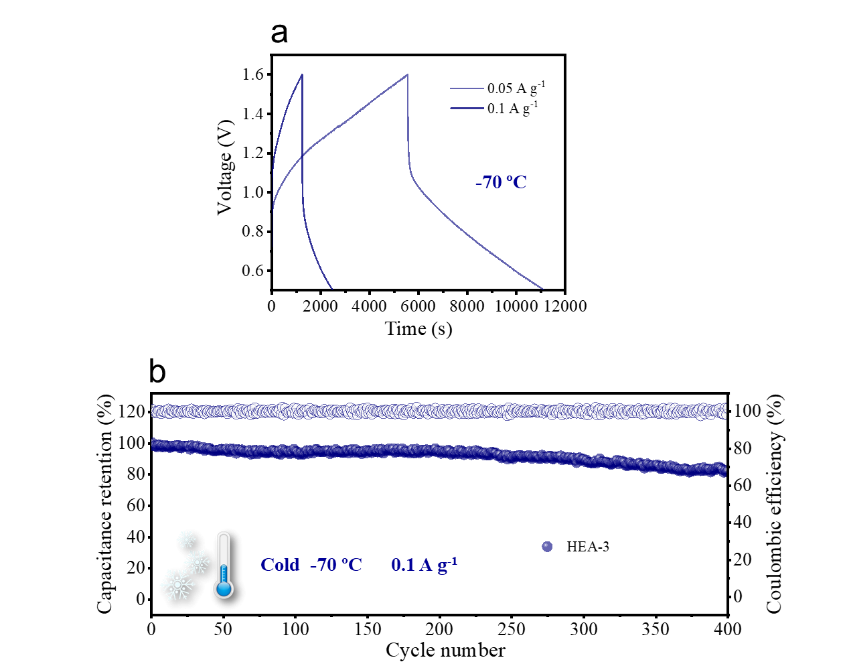 a
1.6
1.4
1.2
1.0
0.8
0.6
Voltage (V)
0.05 A g-1
0.1 A g-1
-70 ºC
0 2000 4000 6000 8000 10000 12000
Time (s)
b
120
100
80
60
40
20
0
Capacitance retention (%)
100
80
60
40
20
0
Coulombic efficiency (%)
HEA-3
Cold -70 ºC 0.1 A g-1
0 50 100 150 200 250 300 350 400
Cycle number